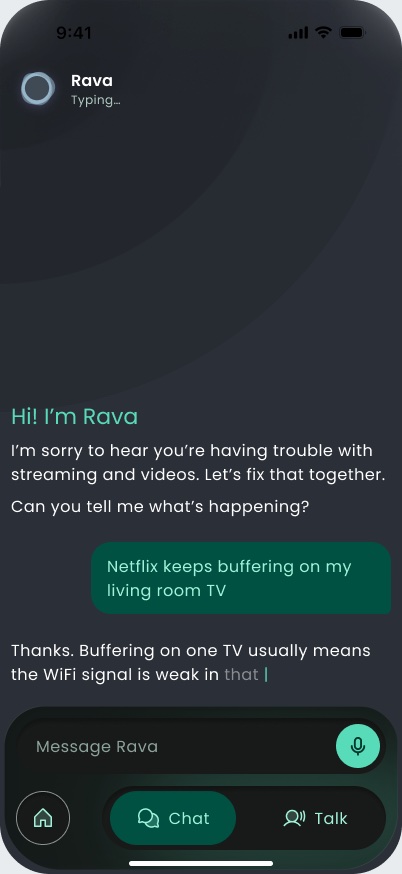 9:41
Rava
Typing...
Hi! I’m Rava
I’m sorry to hear you’re having trouble with
streaming and videos. Let’s fix that together.
Can you tell me what’s happening?
Netflix keeps buffering on my
living room TV
Thanks. Buffering on one TV usually means
the WiFi signal is weak in that
Message Rava
Chat
Talk